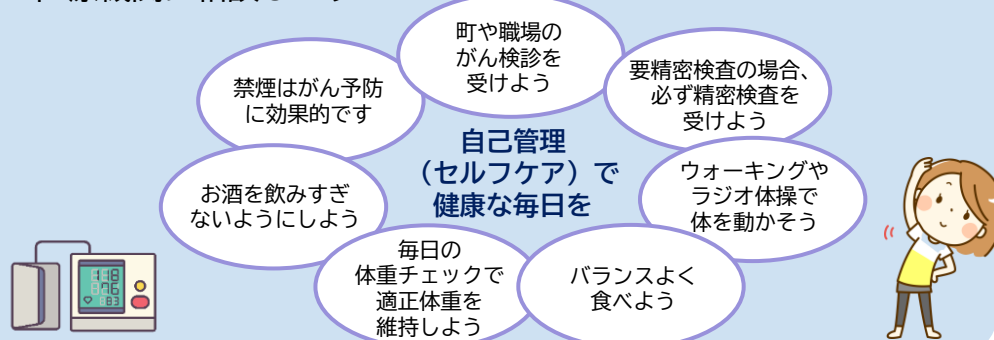 町や職場の
がん検診を
受けよう
要精密検査の場合、
必ず精密検査を
受けよう
禁煙はがん予防
に効果的です
自己管理
（セルフケア）で
健康な毎日を
ウォーキングや
ラジオ体操で
体を動かそう
お酒を飲みすぎ
ないようにしよう
毎日の
体重チェックで
適正体重を
維持しよう
バランスよく
食べよう
118
76
83